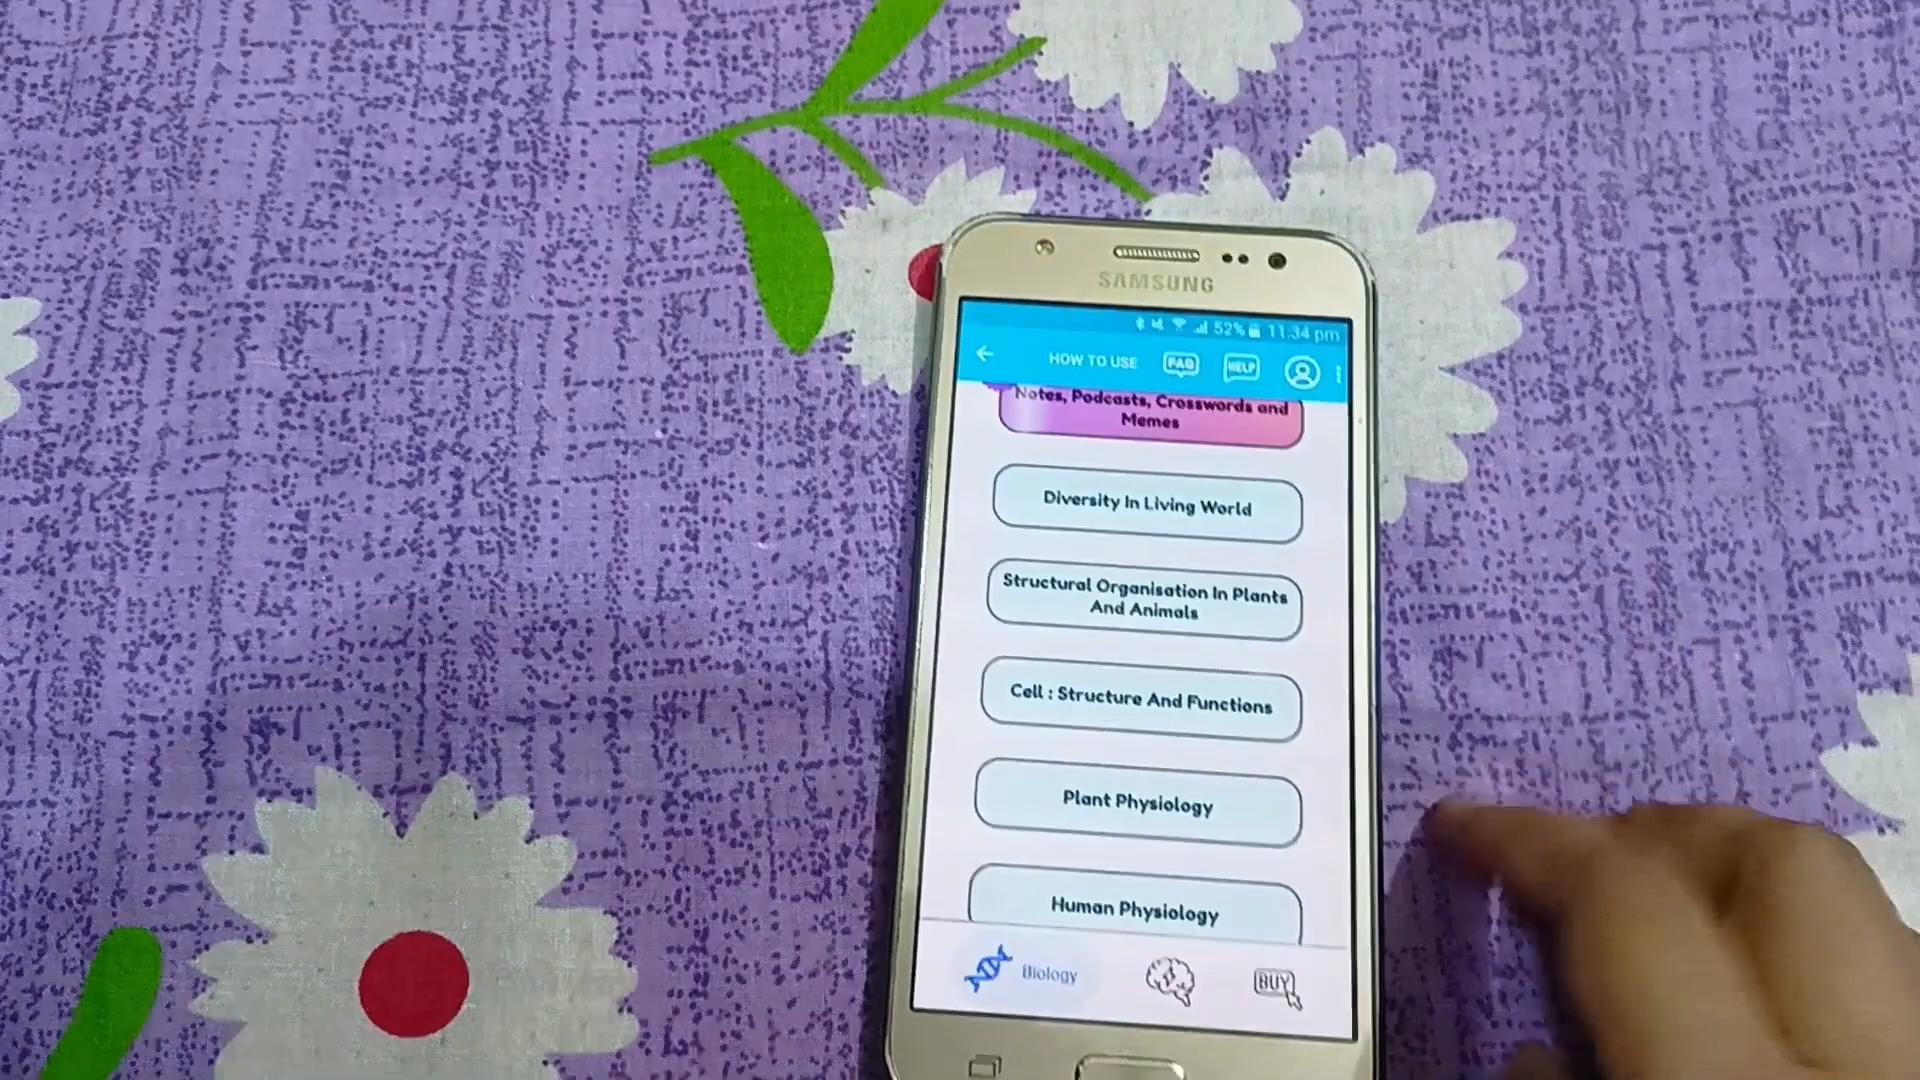 SAMSUNG
52% 11:34 pm
HOW TO USE FAQ HELP
Notes, Podcasts, Crosswords and
Memes
Diversity In Living World
Structural Organisation In Plants
And Animals
Cell : Structure And Functions
Plant Physiology
Human Physiology
Biology BUY